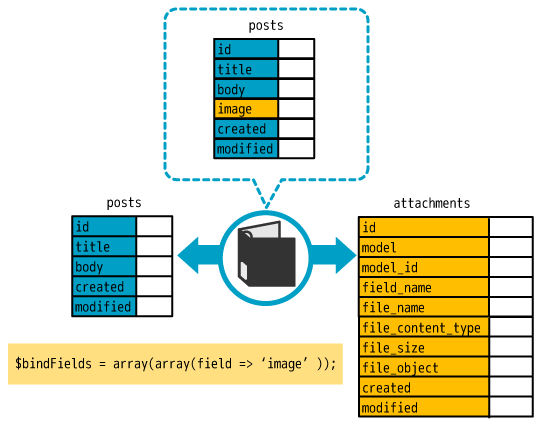 posts
id
title
body
image
created
modified
posts
id
title
body
created
modified
attachments
id
model
model_id
field_name
file_name
file_content_type
file_size
file_object
created
modified
$bindFields = array(array(field => ‘image’ ));